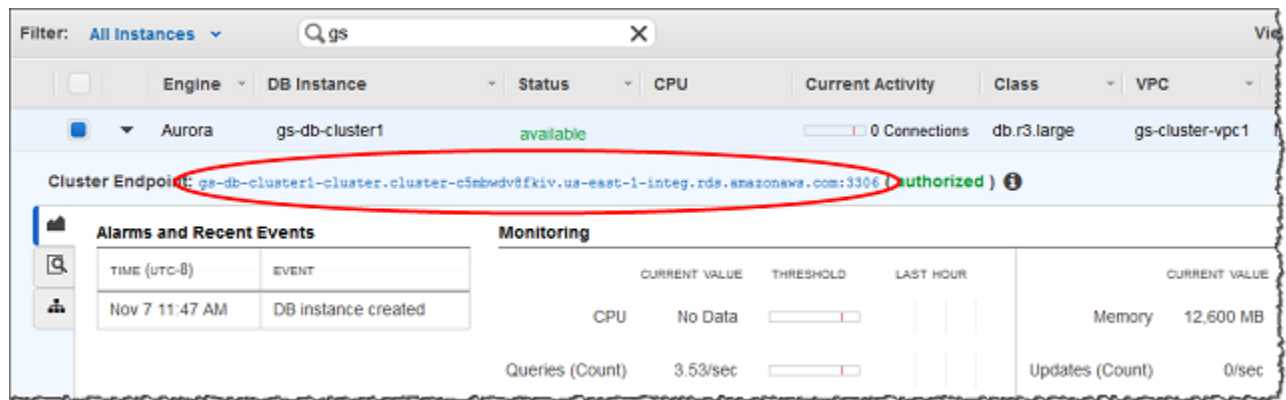 Filter: All Instances gs Vie
Engine DB Instance Status CPU Current Activity Class VPC
Aurora gs-db-cluster1 available 0 Connections db.r3.large gs-cluster-vpc1
Cluster Endpoint: gs-db-cluster1-cluster.cluster-c5mbwdv8fkiv.us-east-1-integ.rds.amazonaws.com:3306 ( authorized )
Alarms and Recent Events Monitoring
TIME (UTC-8) EVENT CURRENT VALUE THRESHOLD LAST HOUR CURRENT VALUE
Nov 7 11:47 AM DB instance created CPU No Data Memory 12,600 MB
Queries (Count) 3.53/sec Updates (Count) 0/sec